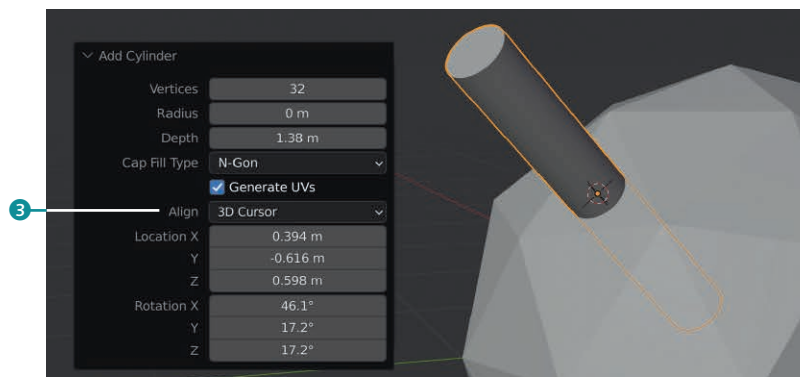 Add Cylinder
Vertices 32
Radius 0 m
Depth 1.38 m
Cap Fill Type N-Gon
Generate UVs
3 Align 3D Cursor
Location X 0.394 m
Y -0.616 m
Z 0.598 m
Rotation X 46.1°
Y 17.2°
Z 17.2°